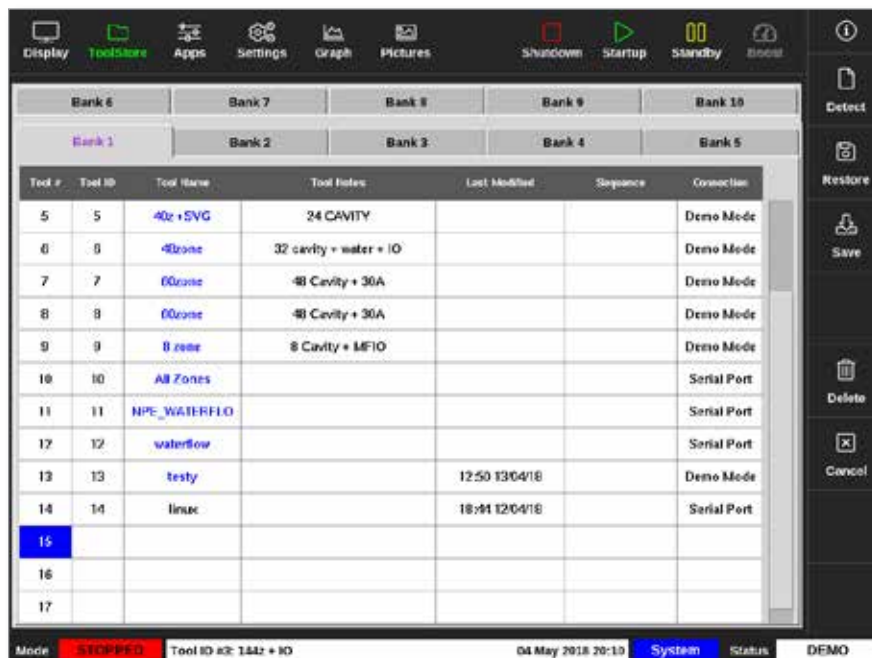 Display ToolStore Apps Settings Graph Pictures Shutdown Startup Standby Boost
Detect
Restore
Save
Delete
Cancel
Bank 6 Bank 7 Bank 8 Bank 9 Bank 10
Bank 1 Bank 2 Bank 3 Bank 4 Bank 5
Tool # Tool ID Tool Name Tool Notes Last Modified Sequence Connection
5 5 40z +SVG 24 CAVITY Demo Mode
6 6 48zone 32 cavity + water + IO Demo Mode
7 7 60zone 48 Cavity + 30A Demo Mode
8 8 60zone 48 Cavity + 30A Demo Mode
9 9 8 zone 8 Cavity + MFIO Demo Mode
10 10 All Zones Serial Port
11 11 NPE_WATERFLO Serial Port
12 12 waterflow Serial Port
13 13 testy 12:50 13/04/18 Demo Mode
14 14 linux 18:44 12/04/18 Serial Port
15
16
17
Mode STOPPED Tool ID #3: 144z + IO 04 May 2018 20:10 System Status DEMO